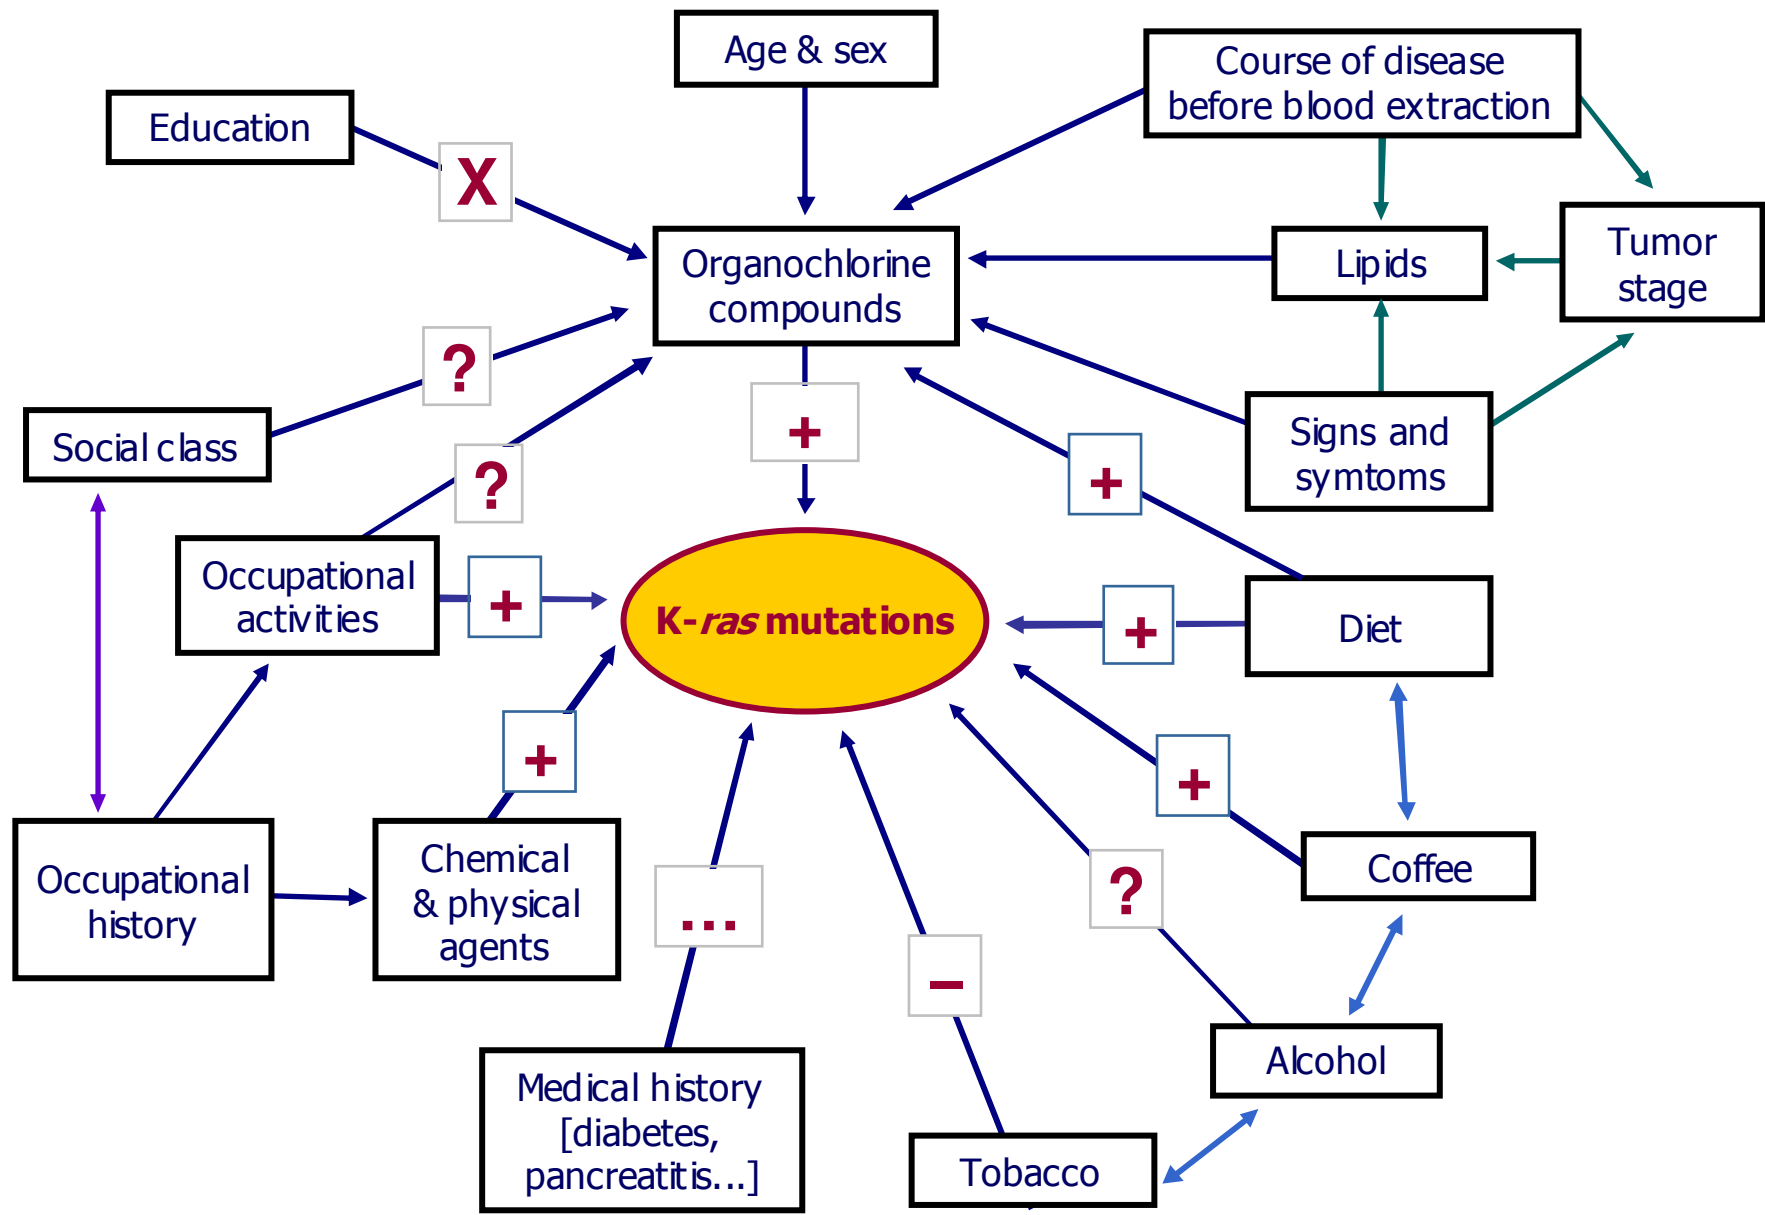 Age & sex
Course of disease
before blood extraction
Education
X
Organochlorine
compounds
Lipids
Tumor
stage
?
+
Social class
?
+
Signs and
symtoms
Occupational
activities
+
K-ras mutations
+
Diet
+
+
Occupational
history
Chemical
& physical
agents
...
?
Coffee
–
Medical history
[diabetes,
pancreatitis...]
Alcohol
Tobacco